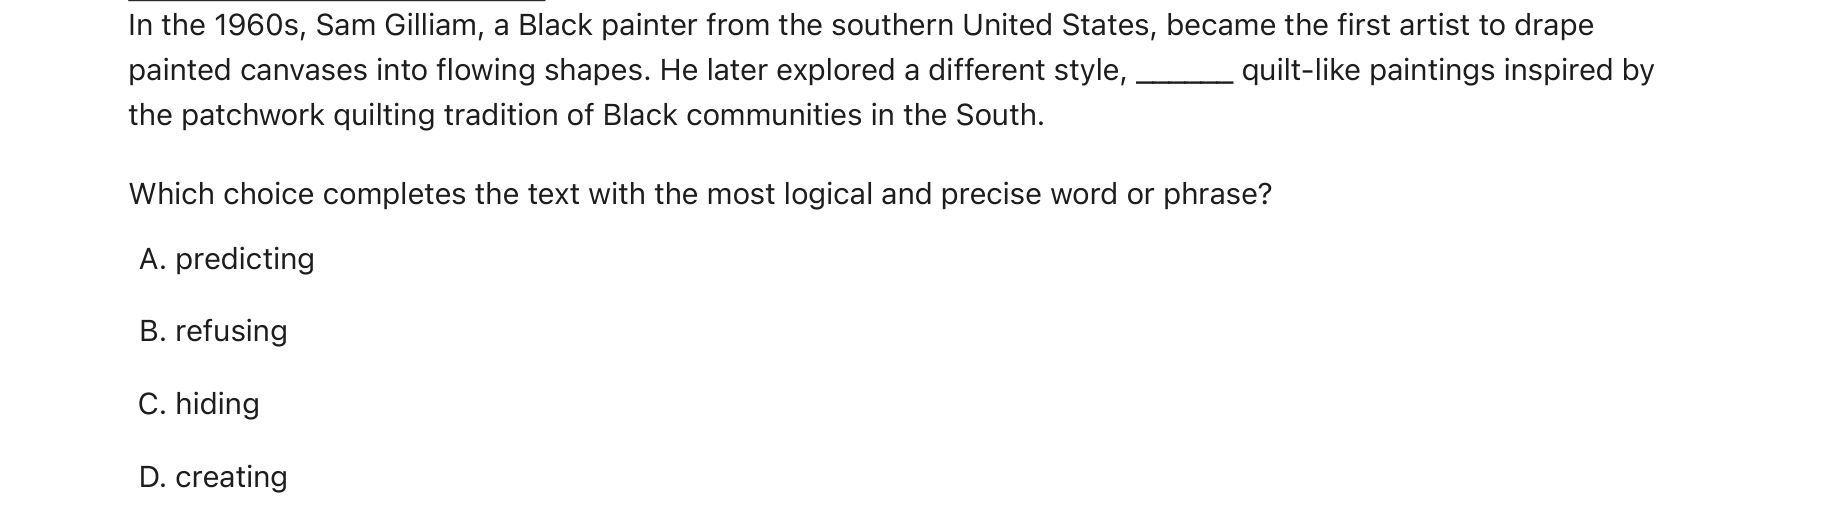 In the 1960s, Sam Gilliam, a Black painter from the southern United States, became the first artist to drape
painted canvases into flowing shapes. He later explored a different style, ______ quilt-like paintings inspired by
the patchwork quilting tradition of Black communities in the South.
Which choice completes the text with the most logical and precise word or phrase?
A. predicting
B. refusing
C. hiding
D. creating